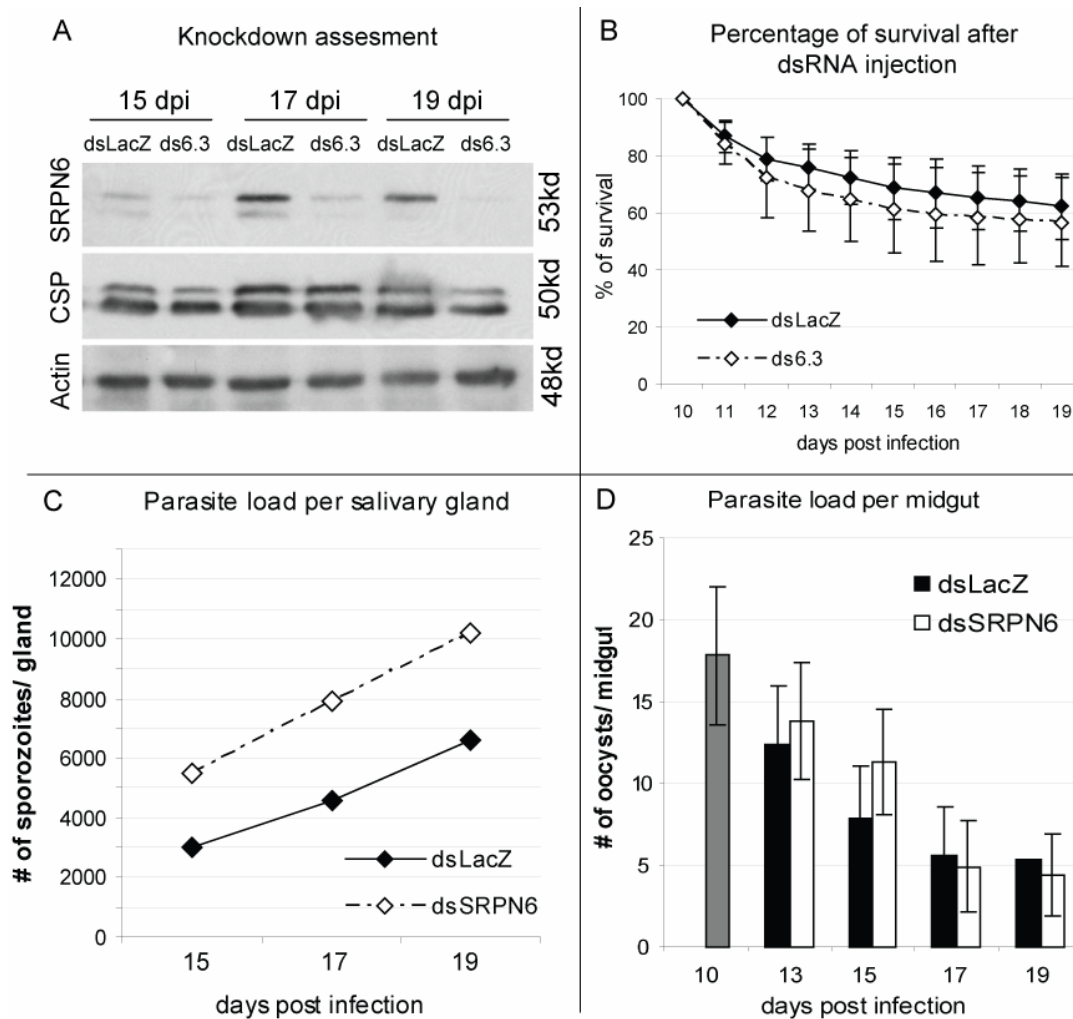 A
Knockdown assesment
15 dpi 17 dpi 19 dpi
dsLacZ ds6.3 dsLacZ ds6.3 dsLacZ ds6.3
SRPN6
53kd
CSP
50kd
Actin
48kd
B
Percentage of survival after
dsRNA injection
% of survival
100
80
60
40
20
0
dsLacZ
ds6.3
10 11 12 13 14 15 16 17 18 19
days post infection
C
Parasite load per salivary gland
# of sporozoites/ gland
12000
10000
8000
6000
4000
2000
0
dsLacZ
dsSRPN6
15 17 19
days post infection
D
Parasite load per midgut
# of oocysts/ midgut
25
20
15
10
5
0
dsLacZ
dsSRPN6
10 13 15 17 19
days post infection